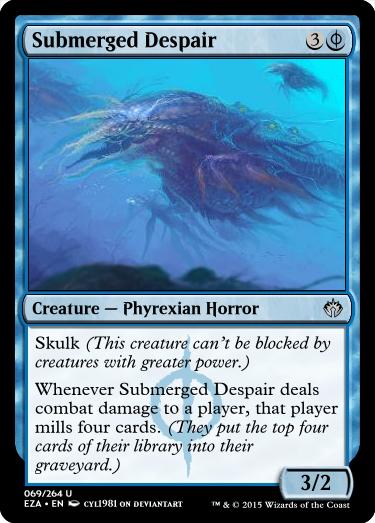 Submerged Despair 3
Creature — Phyrexian Horror
Skulk (This creature can't be blocked by
creatures with greater power.)
Whenever Submerged Despair deals
combat damage to a player, that player
mills four cards. (They put the top four
cards of their library into their
graveyard.)
3/2
069/264 U
EZA • EN CYL1981 ON DEVIANTART ™ & © 2015 Wizards of the Coast